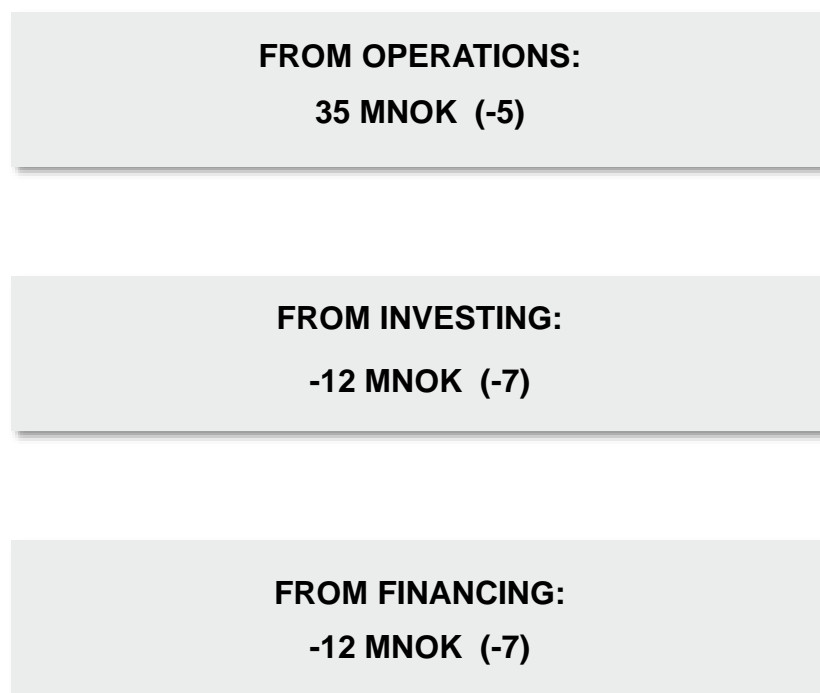 FROM OPERATIONS:
35 MNOK (-5)
FROM INVESTING:
-12 MNOK (-7)
FROM FINANCING:
-12 MNOK (-7)